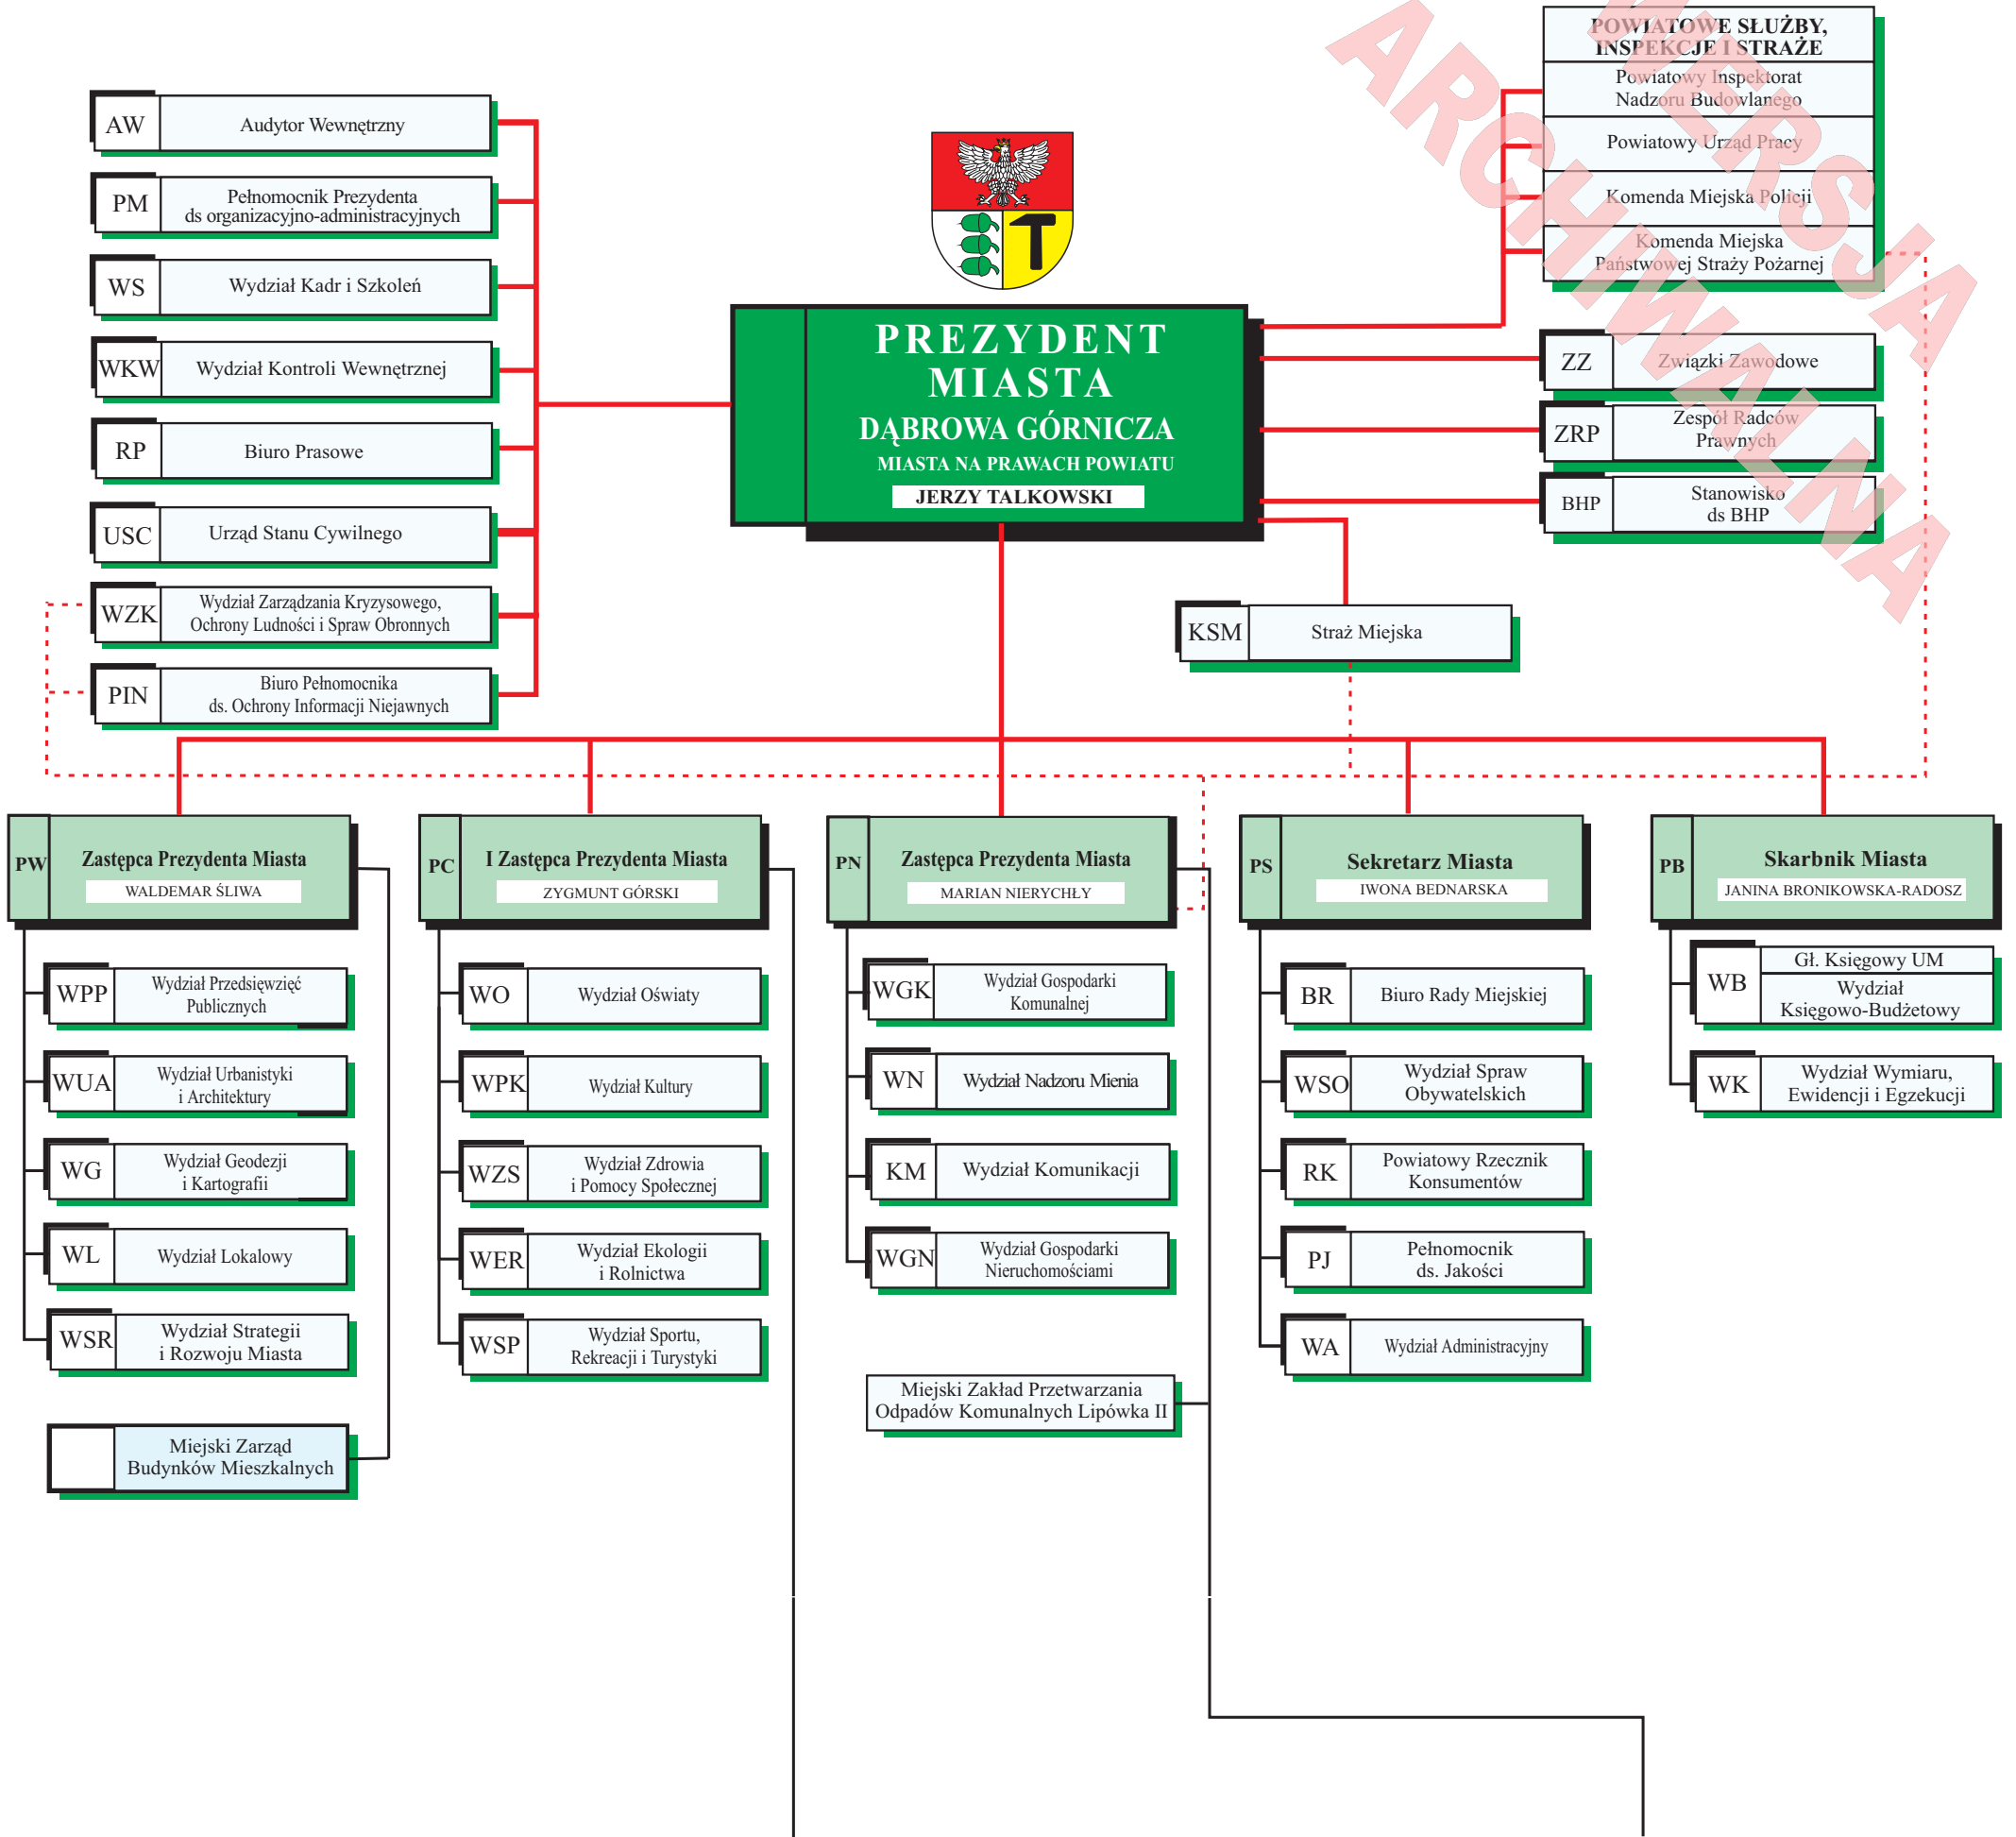 WERSJA
ARCHIWALNA
POWIATOWE SŁUŻBY,
INSPEKCJE I STRAŻE
Powiatowy Inspektorat
Nadzoru Budowlanego
Powiatowy Urząd Pracy
Komenda Miejska Policji
Komenda Miejska
Państwowej Straży Pożarnej
AW
Audytor Wewnętrzny
PM
Pełnomocnik Prezydenta
ds organizacyjno-administracyjnych
WS
Wydział Kadr i Szkoleń
WKW
Wydział Kontroli Wewnętrznej
RP
Biuro Prasowe
USC
Urząd Stanu Cywilnego
WZK
Wydział Zarządzania Kryzysowego,
Ochrony Ludności i Spraw Obronnych
PIN
Biuro Pełnomocnika
ds. Ochrony Informacji Niejawnych
PREZYDENT
MIASTA
DĄBROWA GÓRNICZA
MIASTA NA PRAWACH POWIATU
JERZY TALKOWSKI
ZZ
Związki Zawodowe
ZRP
Zespół Radców
Prawnych
BHP
Stanowisko
ds BHP
KSM
Straż Miejska
PW
Zastępca Prezydenta Miasta
WALDEMAR ŚLIWA
WPP
Wydział Przedsięwzięć
Publicznych
WUA
Wydział Urbanistyki
i Architektury
WG
Wydział Geodezji
i Kartografii
WL
Wydział Lokalowy
WSR
Wydział Strategii
i Rozwoju Miasta
Miejski Zarząd
Budynków Mieszkalnych
PC
I Zastępca Prezydenta Miasta
ZYGMUNT GÓRSKI
WO
Wydział Oświaty
WPK
Wydział Kultury
WZS
Wydział Zdrowia
i Pomocy Społecznej
WER
Wydział Ekologii
i Rolnictwa
WSP
Wydział Sportu,
Rekreacji i Turystyki
PN
Zastępca Prezydenta Miasta
MARIAN NIERYCHŁY
WGK
Wydział Gospodarki
Komunalnej
WN
Wydział Nadzoru Mienia
KM
Wydział Komunikacji
WGN
Wydział Gospodarki
Nieruchomościami
Miejski Zakład Przetwarzania
Odpadów Komunalnych Lipówka II
PS
Sekretarz Miasta
IWONA BEDNARSKA
BR
Biuro Rady Miejskiej
WSO
Wydział Spraw
Obywatelskich
RK
Powiatowy Rzecznik
Konsumentów
PJ
Pełnomocnik
ds. Jakości
WA
Wydział Administracyjny
PB
Skarbnik Miasta
JANINA BRONIKOWSKA-RADOSZ
WB
Gł. Księgowy UM
Wydział
Księgowo-Budżetowy
WK
Wydział Wymiaru,
Ewidencji i Egzekucji